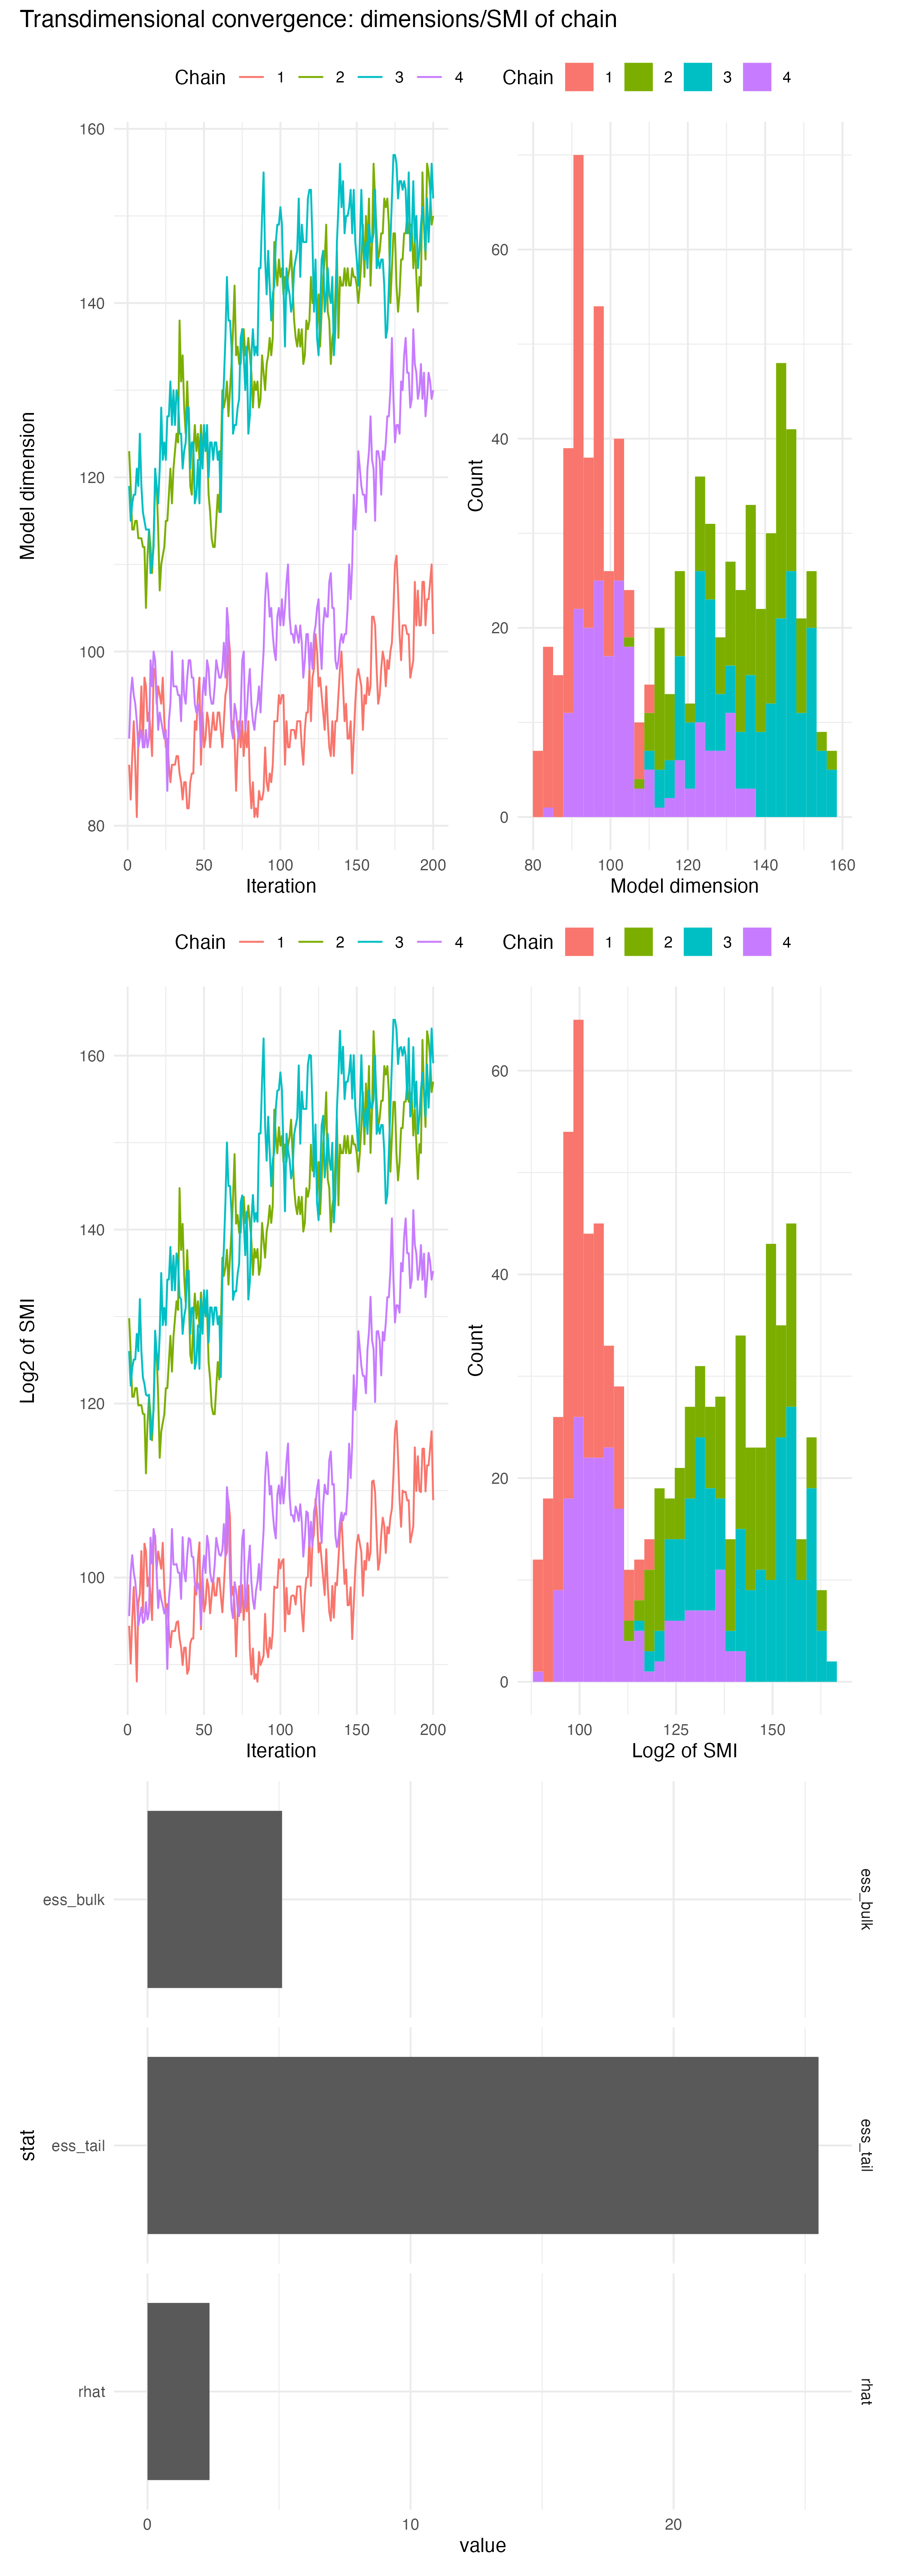 Transdimensional convergence: dimensions/SMI of chain
Chain 1 2 3 4
Chain 1 2 3 4
160
140
120
100
80
Model dimension
0 50 100 150 200
Iteration
60
40
20
0
Count
80 100 120 140 160
Model dimension
Chain 1 2 3 4
Chain 1 2 3 4
160
140
120
100
Log2 of SMI
0 50 100 150 200
Iteration
60
40
20
0
Count
100 125 150
Log2 of SMI
ess_bulk
ess_bulk
stat
ess_tail
ess_tail
rhat
rhat
0 10 20
value